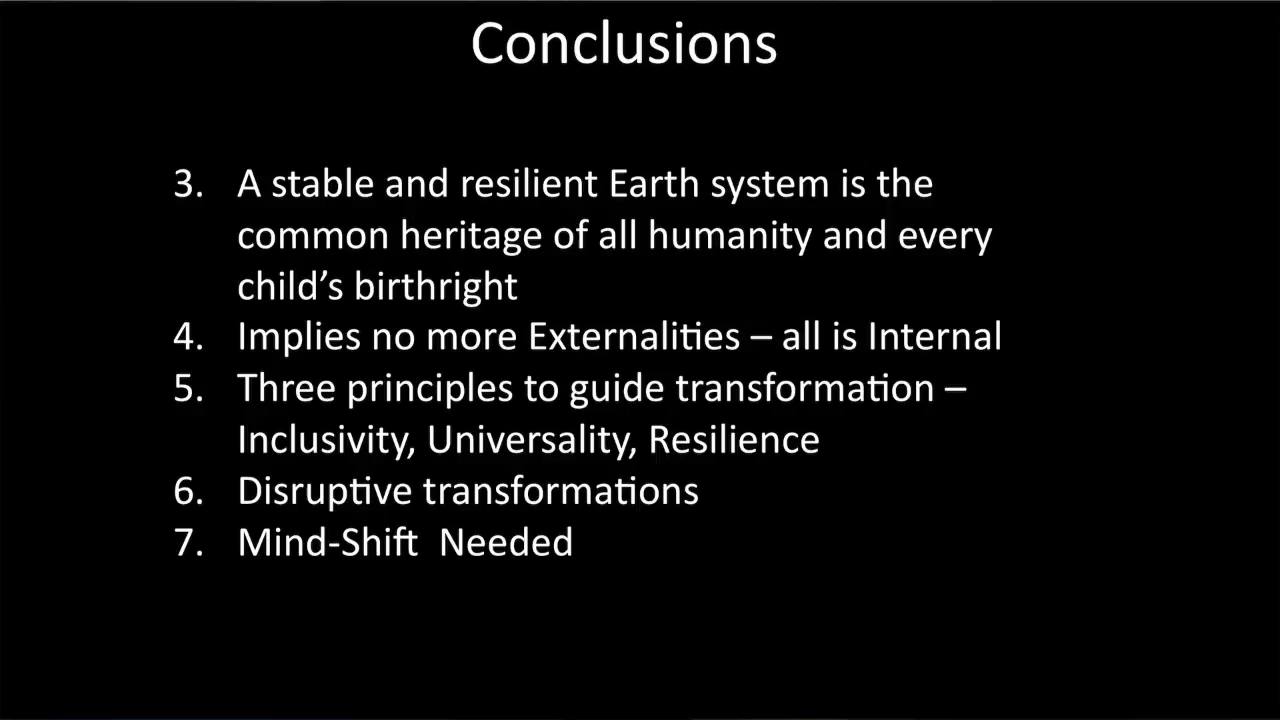 Conclusions
3. A stable and resilient Earth system is the
common heritage of all humanity and every
child’s birthright
4. Implies no more Externalities – all is Internal
5. Three principles to guide transformation –
Inclusivity, Universality, Resilience
6. Disruptive transformations
7. Mind-Shift  Needed